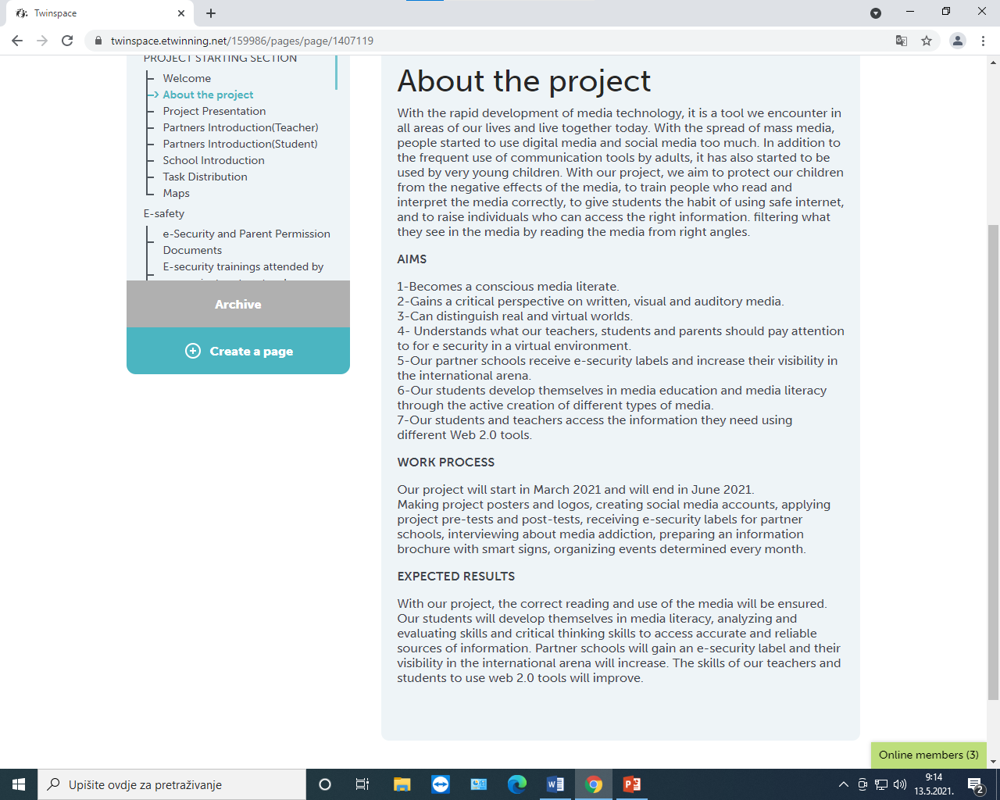 Twinspace
twinspace.etwinning.net/159986/pages/page/1407119
PROJECT STARTING SECTION
Welcome
About the project
Project Presentation
Partners Introduction(Teacher)
Partners Introduction(Student)
School Introduction
Task Distribution
Maps
E-safety
e-Security and Parent Permission
Documents
E-security trainings attended by
Archive
Create a page
About the project
With the rapid development of media technology, it is a tool we encounter in
all areas of our lives and live together today. With the spread of mass media,
people started to use digital media and social media too much. In addition to
the frequent use of communication tools by adults, it has also started to be
used by very young children. With our project, we aim to protect our children
from the negative effects of the media, to train people who read and
interpret the media correctly, to give students the habit of using safe internet,
and to raise individuals who can access the right information. filtering what
they see in the media by reading the media from right angles.
AIMS
1-Becomes a conscious media literate.
2-Gains a critical perspective on written, visual and auditory media.
3-Can distinguish real and virtual worlds.
4- Understands what our teachers, students and parents should pay attention
to for e security in a virtual environment.
5-Our partner schools receive e-security labels and increase their visibility in
the international arena.
6-Our students develop themselves in media education and media literacy
through the active creation of different types of media.
7-Our students and teachers access the information they need using
different Web 2.0 tools.
WORK PROCESS
Our project will start in March 2021 and will end in June 2021.
Making project posters and logos, creating social media accounts, applying
project pre-tests and post-tests, receiving e-security labels for partner
schools, interviewing about media addiction, preparing an information
brochure with smart signs, organizing events determined every month.
EXPECTED RESULTS
With our project, the correct reading and use of the media will be ensured.
Our students will develop themselves in media literacy, analyzing and
evaluating skills and critical thinking skills to access accurate and reliable
sources of information. Partner schools will gain an e-security label and their
visibility in the international arena will increase. The skills of our teachers and
students to use web 2.0 tools will improve.
Online members (3)
Upišite ovdje za pretraživanje
9:14
13.5.2021.
2